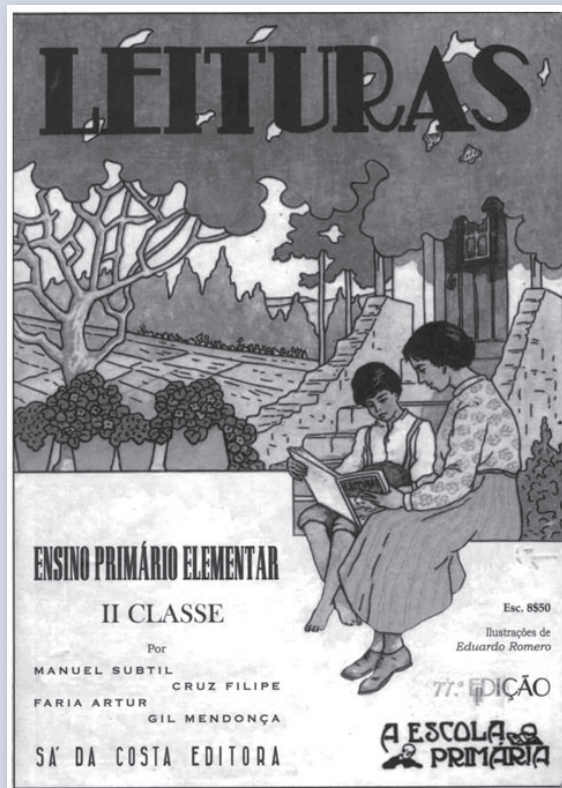 LEITURAS
LEITURA
ENSINO PRIMÁRIO ELEMENTAR
II CLASSE
Por
MANUEL SUBTIL
CRUZ FILIPE
FARIA ARTUR
GIL MENDONÇA
SÁ DA COSTA EDITORA
Esc. 8$50
Ilustrações de
Eduardo Romero
77.ª EDIÇÃO
A ESCOLA
PRIMÁRIA